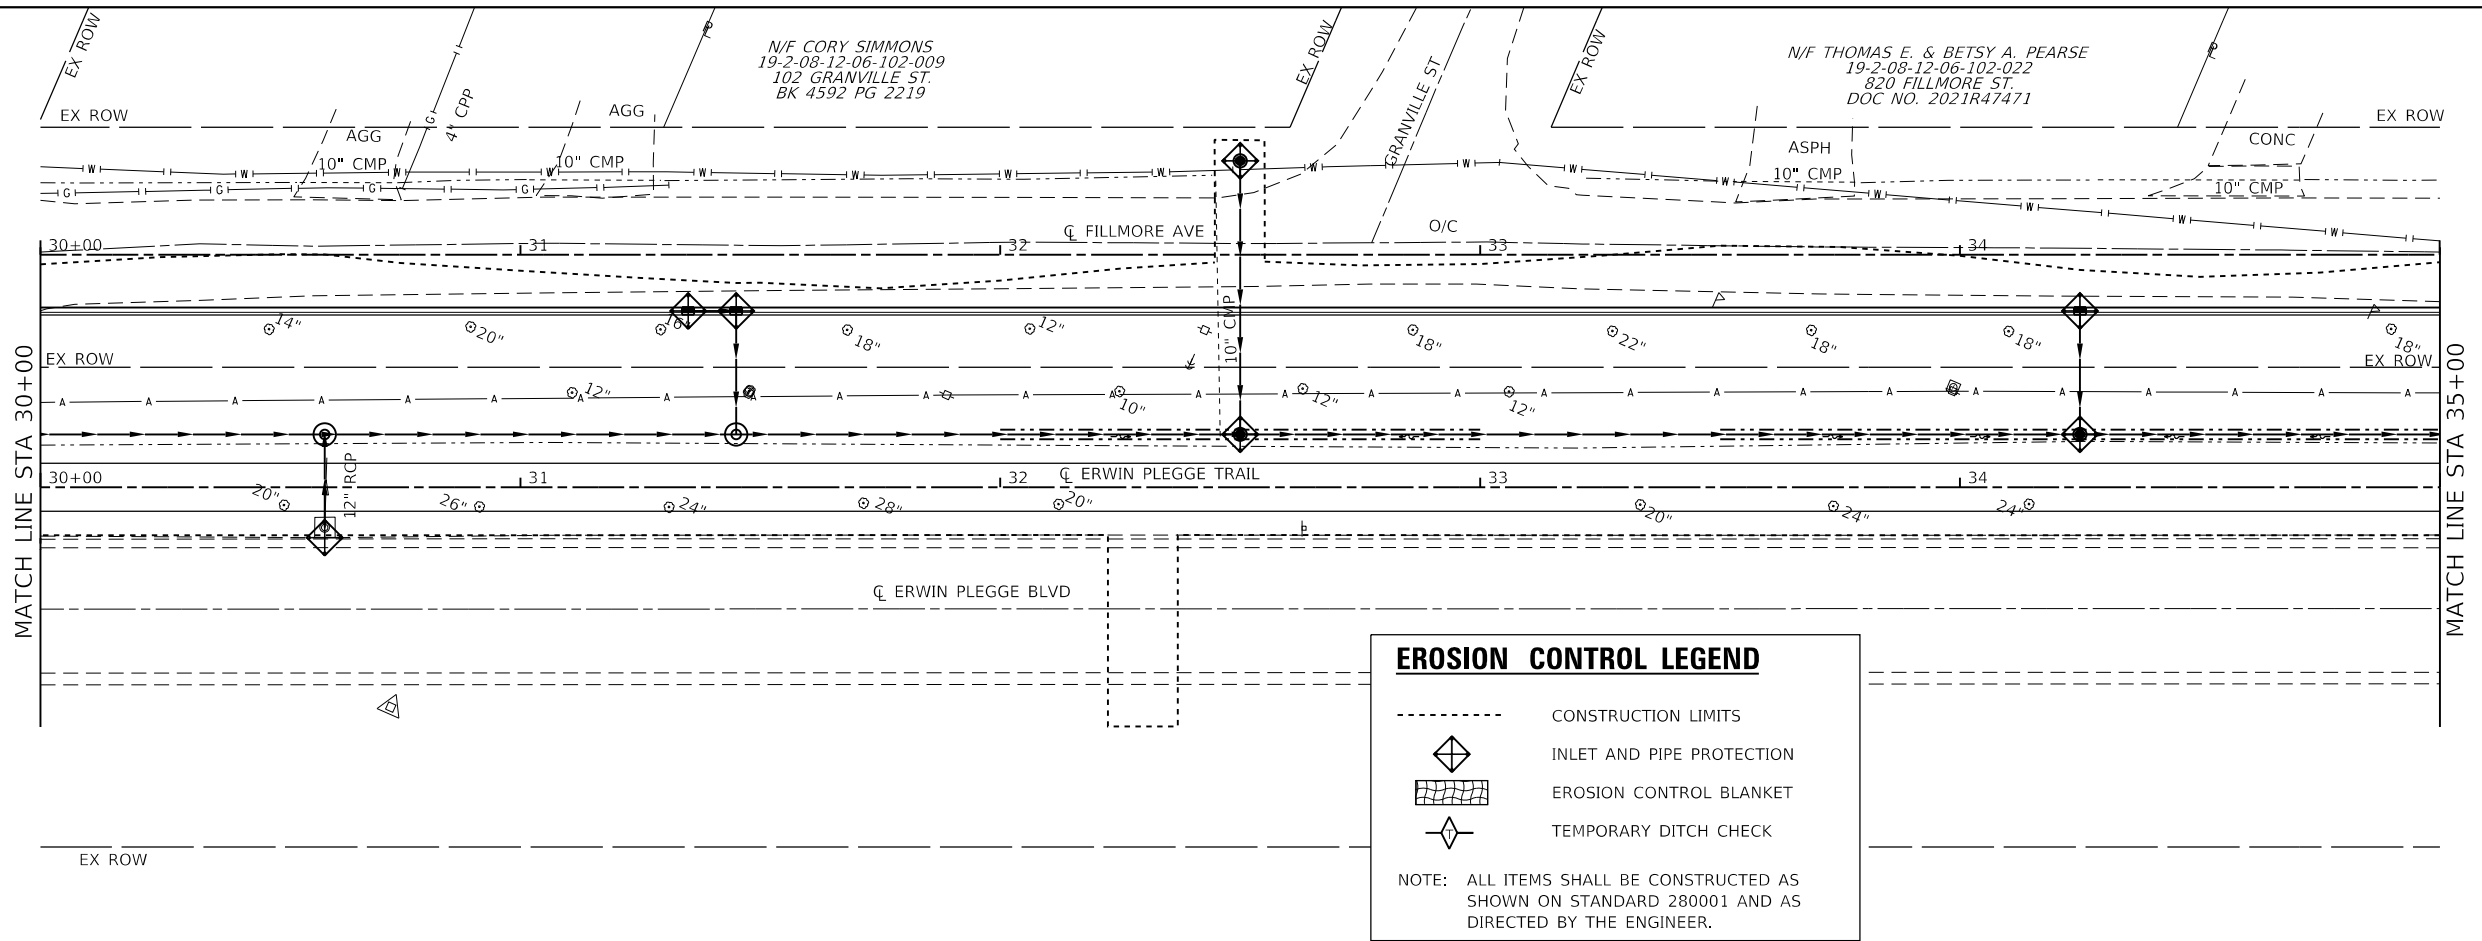 EX ROW
N/F CORY SIMMONS
19-2-08-12-06-102-009
102 GRANVILLE ST.
BK 4592 PG 2219
EX ROW
GRANVILLE ST
EX ROW
N/F THOMAS E. & BETSY A. PEARSE
19-2-08-12-06-102-022
820 FILLMORE ST.
DOC NO. 2021R47471
EX ROW
AGG
4" CPP
AGG
10" CMP
10" CMP
ASPH
10" CMP
CONC
10" CMP
EX ROW
W W W W W W W W W W W W W W W
G G G G G
30+00
31
32
℄ FILLMORE AVE
O/C
33
34
14"
20"
16"
18"
12"
10" CMP
18"
22"
18"
18"
18"
EX ROW
EX ROW
12"
10"
12"
12"
A A A A A A A A A A A A A A A A A A A A A A A A A A A A
MATCH LINE STA 30+00
MATCH LINE STA 35+00
12" RCP
30+00
31
32
℄ ERWIN PLEGGE TRAIL
33
34
20"
26"
24"
28"
20"
20"
24"
24"
℄ ERWIN PLEGGE BLVD
EX ROW
EROSION CONTROL LEGEND
CONSTRUCTION LIMITS
INLET AND PIPE PROTECTION
EROSION CONTROL BLANKET
T
TEMPORARY DITCH CHECK
NOTE: ALL ITEMS SHALL BE CONSTRUCTED AS
SHOWN ON STANDARD 280001 AND AS
DIRECTED BY THE ENGINEER.